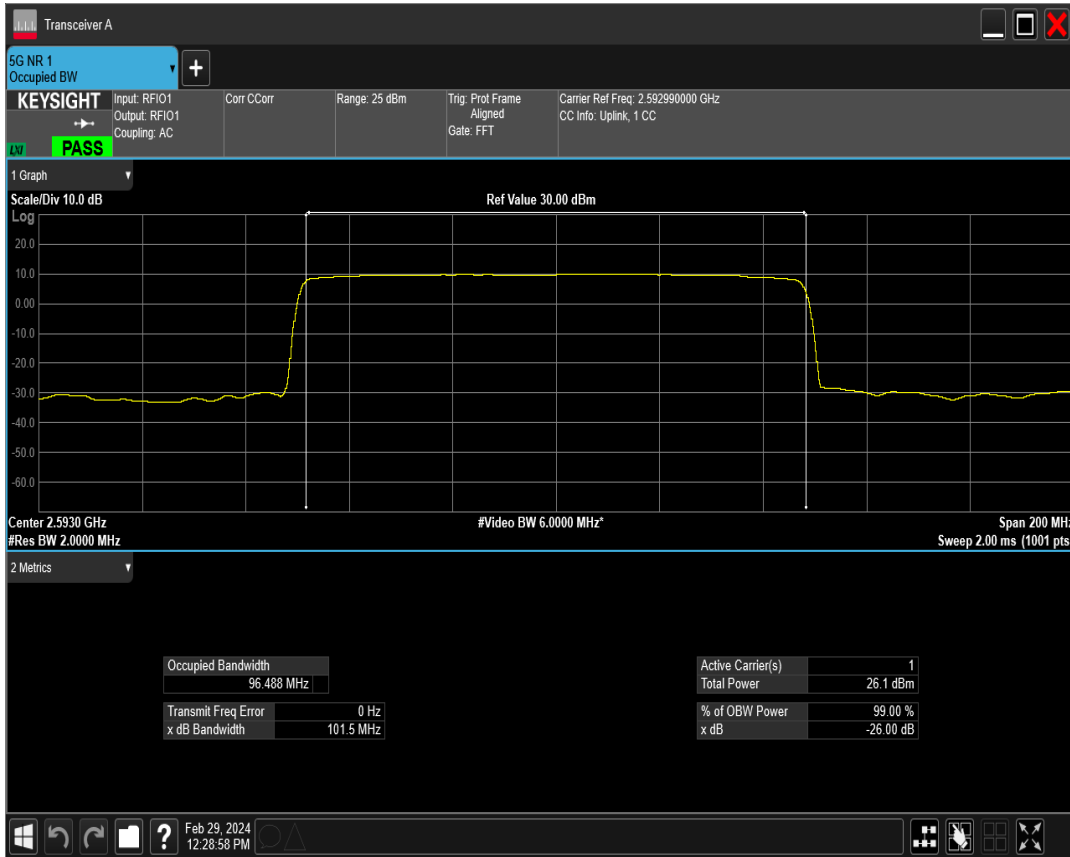 Transceiver A
5G NR 1
Occupied BW
KEYSIGHT
LXI
PASS
Input: RFIO1
Output: RFIO1
Coupling: AC
Corr CCorr
Range: 25 dBm
Trig: Prot Frame
Aligned
Gate: FFT
Carrier Ref Freq: 2.592990000 GHz
CC Info: Uplink, 1 CC
1 Graph
Scale/Div 10.0 dB
Ref Value 30.00 dBm
Log
20.0
10.0
0.00
-10.0
-20.0
-30.0
-40.0
-50.0
-60.0
Center 2.5930 GHz
#Video BW 6.0000 MHz*
Span 200 MHz
#Res BW 2.0000 MHz
Sweep 2.00 ms (1001 pts
2 Metrics
Occupied Bandwidth
96.488 MHz
Transmit Freq Error 0 Hz
x dB Bandwidth 101.5 MHz
Active Carrier(s) 1
Total Power 26.1 dBm
% of OBW Power 99.00 %
x dB -26.00 dB
?
Feb 29, 2024
12:28:58 PM